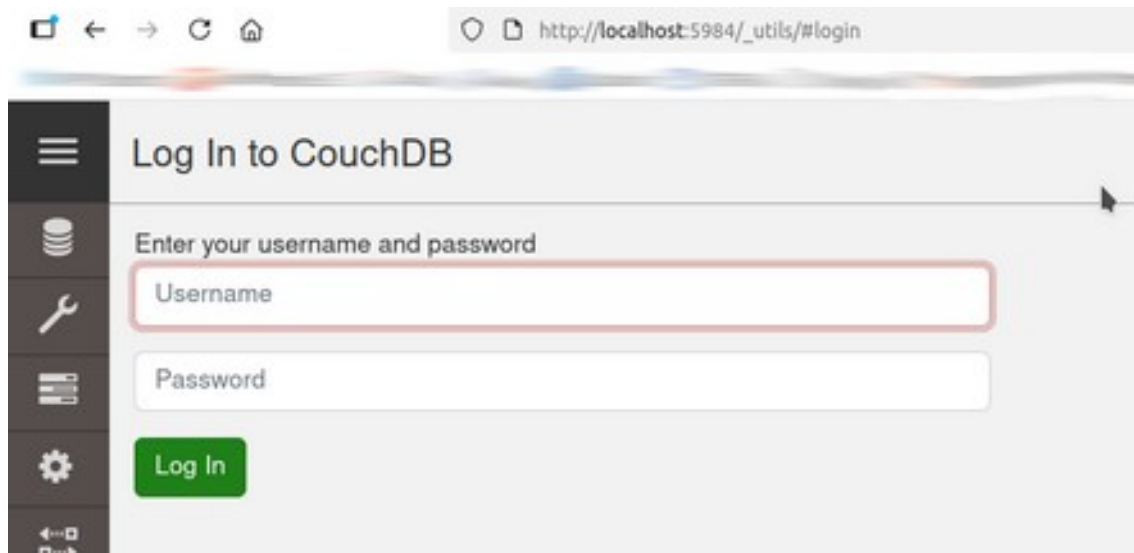 http://localhost:5984/_utils/#login
Log In to CouchDB
Enter your username and password
Username
Password
Log In